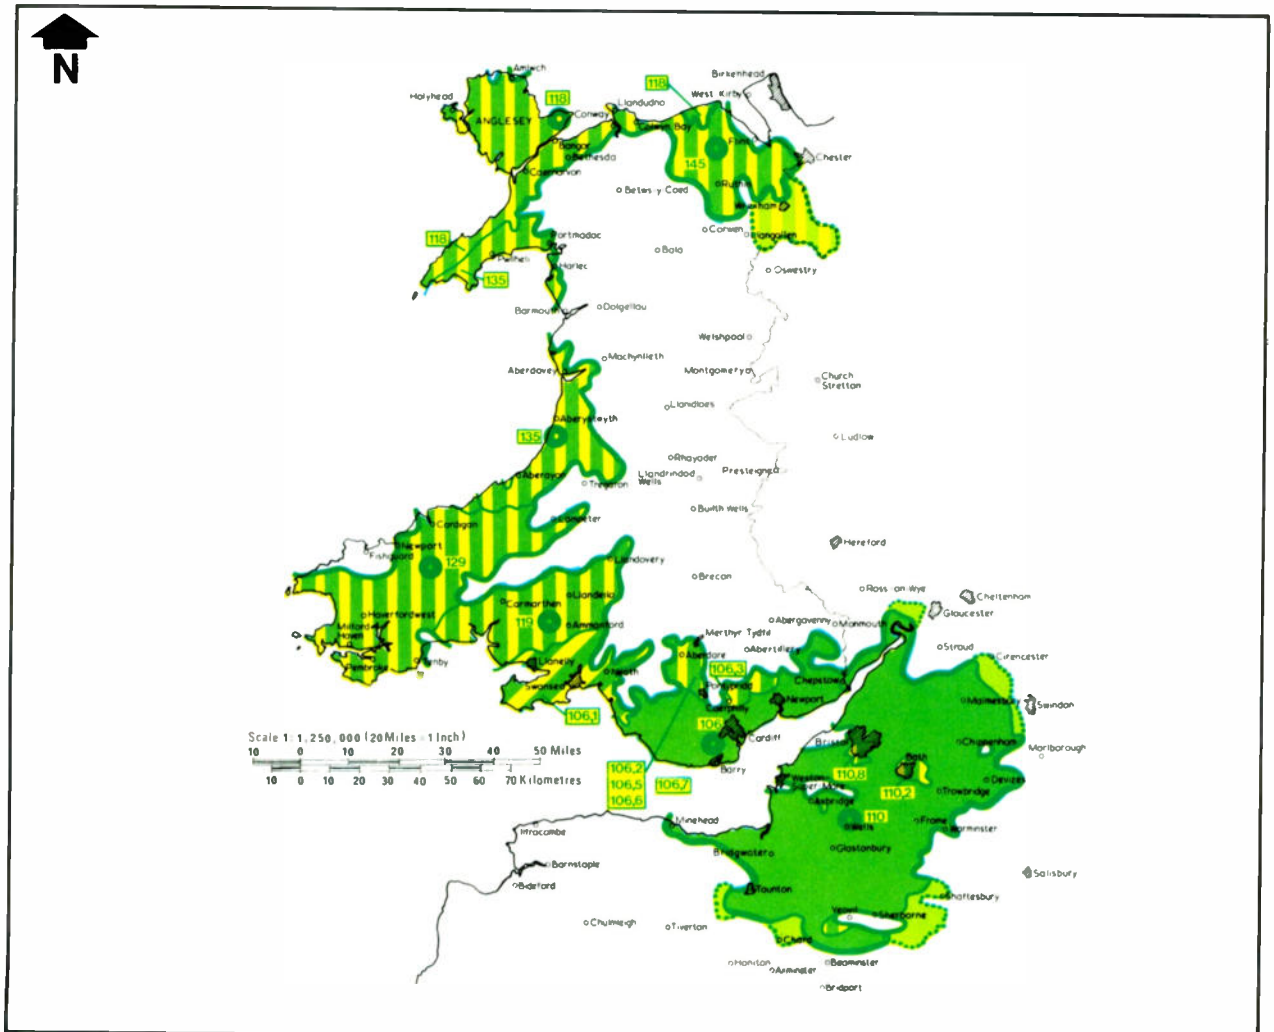 N
Amlwch
Birkenhead
Holyhead
118
118
West Kirby
Llandudno
ANGLESEY
Conway
Colwyn Bay
Bangor
Flint
Bethesda
145
Chester
Caernarvon
Ruthin
Betws-y-Coed
Wrexham
Corwen
Llangollen
118
Portmadoc
Pwllheli
Bala
Harlec
Oswestry
135
Barmouth
Dolgellau
Welshpool
Machynlleth
Aberdovey
Montgomery
Church
Stretton
Llanidloes
Aberystwyth
135
Ludlow
Rhayader
Aberayon
Llandrindod
Wells
Presteigne
Tregaron
Builth Wells
Cardigan
Lampeter
Newport
Fishguard
Hereford
129
Llandovery
Brecon
Ross-on-Wye
Llandeilo
Cheltenham
Carmarthen
Gloucester
Haverfordwest
119
Ammanford
Abergavenny
Monmouth
Milford
Haven
Merthyr Tydfil
Stroud
Aberdare
Abertillery
Cirencester
Pembroke
Tenby
Llanelly
Neath
106,3
Chepstow
Swansea
Pontypridd
Newport
Malmesbury
Swindon
Caerphilly
106,1
106
Cardiff
Bristol
Chippenham
Marlborough
Scale 1:1,250,000 (20 Miles = 1 Inch)
10 0 10 20 30 40 50 Miles
10 0 10 20 30 40 50 60 70 Kilometres
Bath
Barry
106,2
106,5
106,6
106,7
110,8
Weston
Super-Mare
Devizes
110,2
Trowbridge
Axbridge
110
Minehead
Wells
Frome
Warminster
Ilfracombe
Bridgwater
Glastonbury
Barnstaple
Salisbury
Bideford
Taunton
Shaftesbury
Yeovil
Sherborne
Chulmleigh
Tiverton
Chard
Honiton
Axminster
Beaminster
Bridport